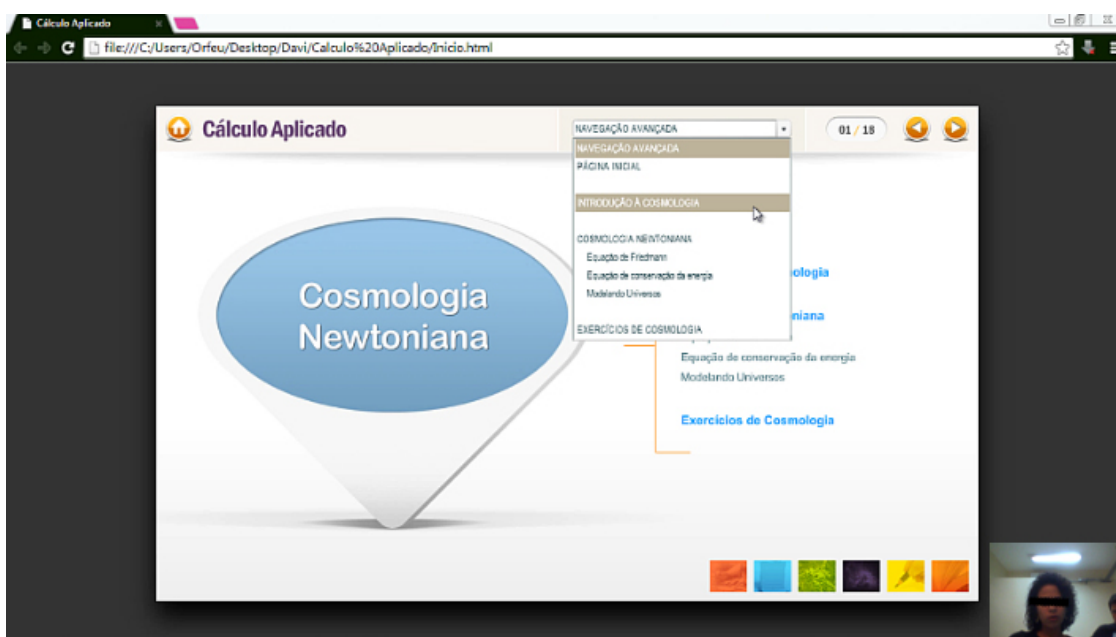 Cálculo Aplicado
file:///C:/Users/Orfeu/Desktop/Davi/Calculo%20Aplicado/Inicio.html
Cálculo Aplicado
NAVEGAÇÃO AVANÇADA
01 / 18
NAVEGAÇÃO AVANÇADA
PÁGINA INICIAL
INTRODUÇÃO À COSMOLOGIA
COSMOLOGIA NEWTONIANA
Equação de Friedmann
Equação de conservação da energia
Modelando Universos
EXERCÍCIOS DE COSMOLOGIA
Cosmologia
Newtoniana
ologia
niana
Equação de conservação da energia
Modelando Universos
Exercícios de Cosmologia